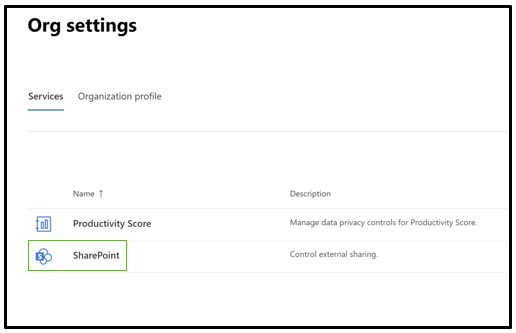 Org settings
Services Organization profile
Name ↑ Description
Productivity Score Manage data privacy controls for Productivity Score.
SharePoint Control external sharing.